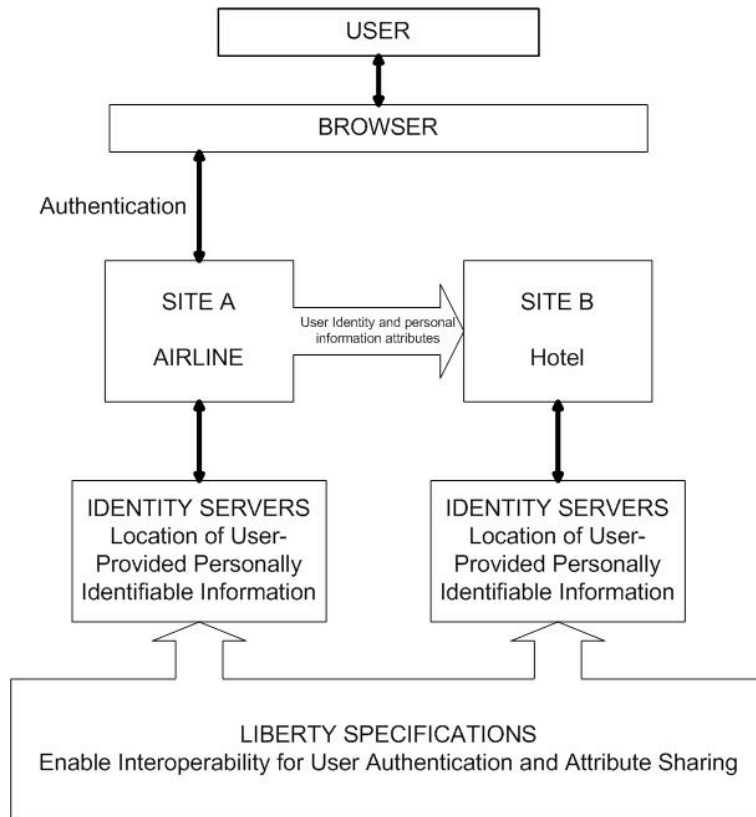 USER
BROWSER
Authentication
SITE A
AIRLINE
User Identity and personal
information attributes
SITE B
Hotel
IDENTITY SERVERS
Location of User-
Provided Personally
Identifiable Information
IDENTITY SERVERS
Location of User-
Provided Personally
Identifiable Information
LIBERTY SPECIFICATIONS
Enable Interoperability for User Authentication and Attribute Sharing